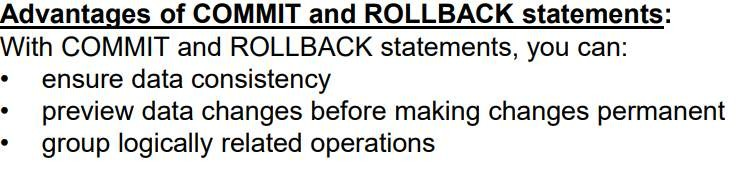 Advantages of COMMIT and ROLLBACK statements:
With COMMIT and ROLLBACK statements, you can:
• ensure data consistency
• preview data changes before making changes permanent
• group logically related operations